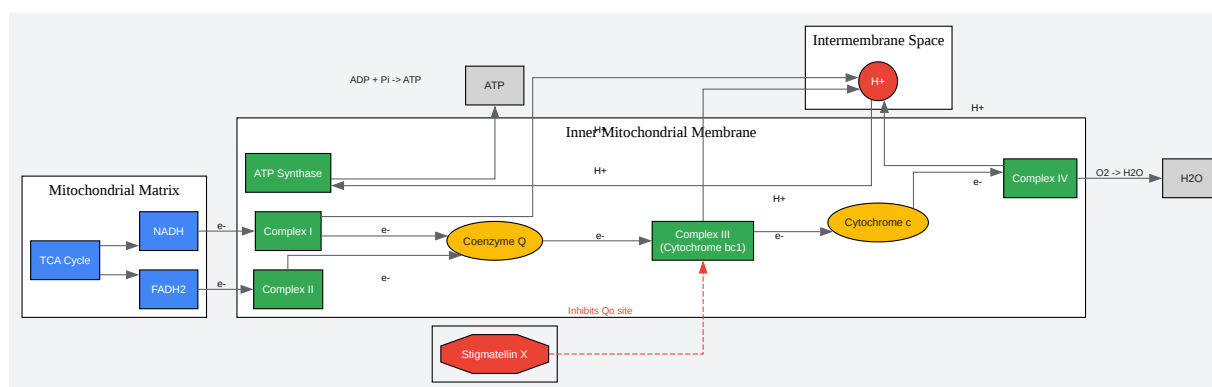 Intermembrane Space
H+
ADP + Pi -> ATP
ATP
H+
Inner Mitochondrial Membrane
H+
ATP Synthase
H+
Complex IV
O2 -> H2O
H2O
e-
Mitochondrial Matrix
H+
NADH
e-
Complex I
e-
Coenzyme Q
e-
Complex III
(Cytochrome bc1)
e-
Cytochrome c
TCA Cycle
FADH2
e-
Complex II
e-
Inhibits Qo site
Stigmatellin X